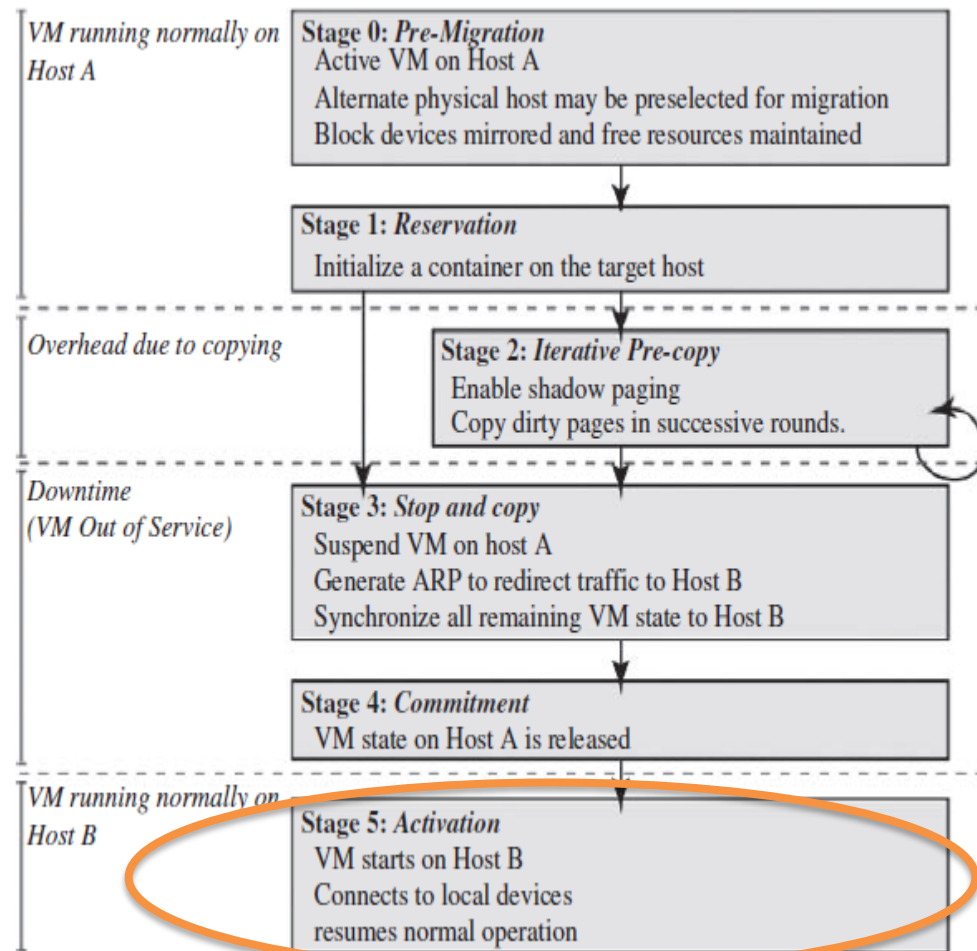 VM running normally on
Host A
Stage 0: Pre-Migration
Active VM on Host A
Alternate physical host may be preselected for migration
Block devices mirrored and free resources maintained
Stage 1: Reservation
Initialize a container on the target host
Overhead due to copying
Stage 2: Iterative Pre-copy
Enable shadow paging
Copy dirty pages in successive rounds.
Downtime
(VM Out of Service)
Stage 3: Stop and copy
Suspend VM on host A
Generate ARP to redirect traffic to Host B
Synchronize all remaining VM state to Host B
Stage 4: Commitment
VM state on Host A is released
VM running normally on
Host B
Stage 5: Activation
VM starts on Host B
Connects to local devices
resumes normal operation